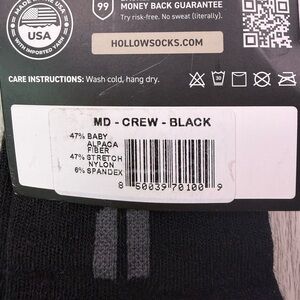 MADE IN THE USA
WITH IMPORTED YARN
99
MONEY BACK GUARANTEE
Try risk-free. No sweat (literally).
HOLLOWSOCKS.COM
CARE INSTRUCTIONS: Wash cold, hang dry.
30
MD - CREW - BLACK
47% BABY
ALPACA
FIBER
47% STRETCH
NYLON
6% SPANDEX
8 50039 70100 9